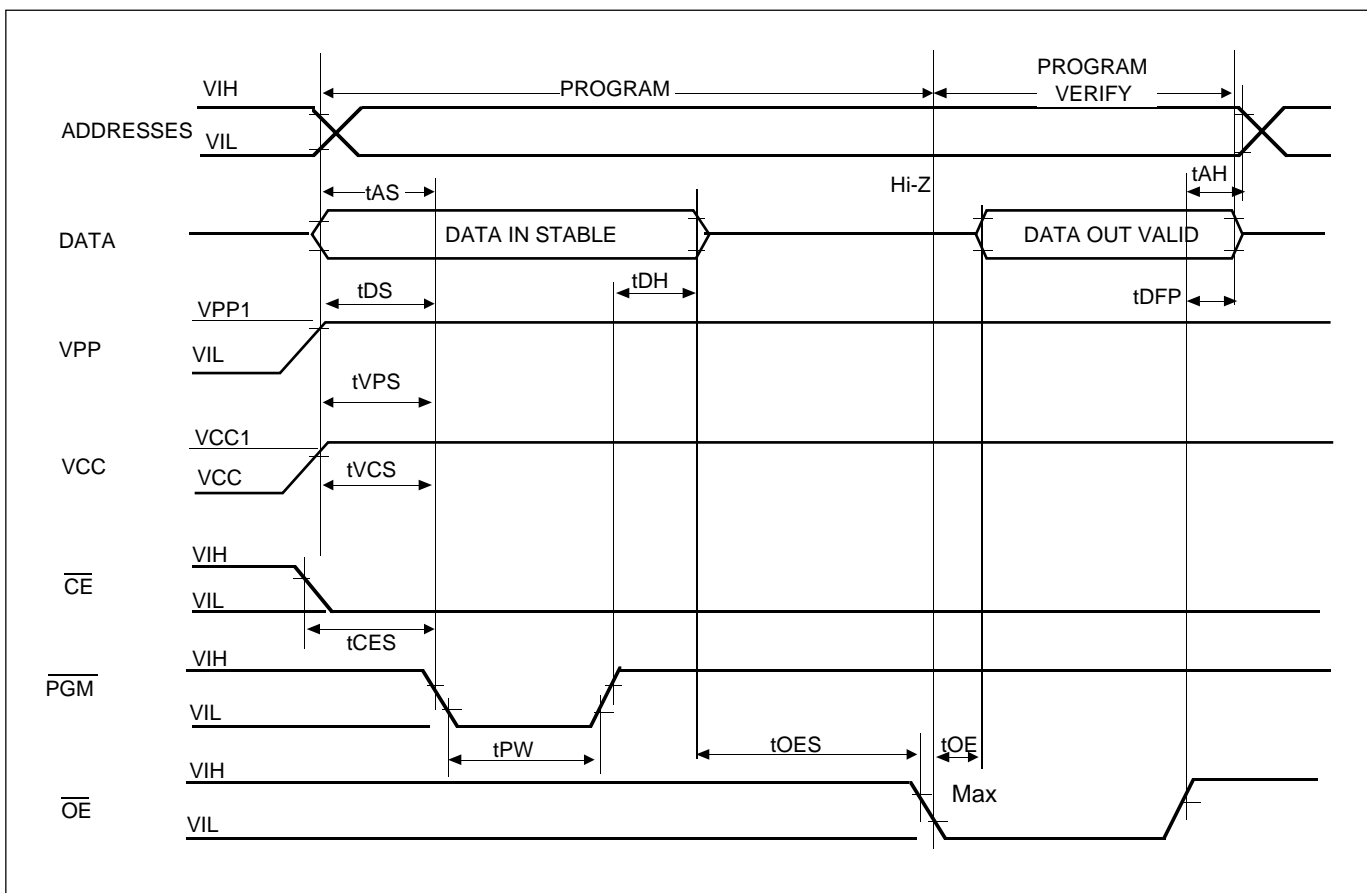 PROGRAM
PROGRAM
VERIFY
VIH
ADDRESSES
VIL
tAS
Hi-Z
tAH
DATA
DATA IN STABLE
DATA OUT VALID
tDS
tDH
tDFP
VPP1
VPP
VIL
tVPS
VCC1
VCC
VCC
tVCS
VIH
CE
VIL
tCES
VIH
PGM
VIL
tPW
tOES
tOE
VIH
Max
OE
VIL